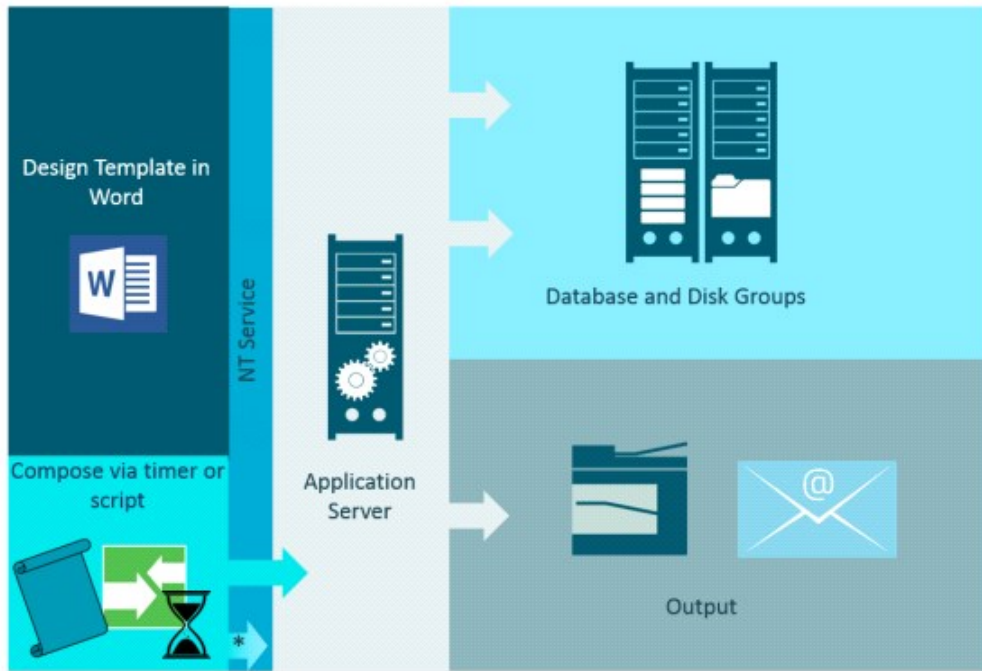 Design Template in
Word
W
NT Service
Compose via timer or
script
*
Application
Server
Database and Disk Groups
@
Output